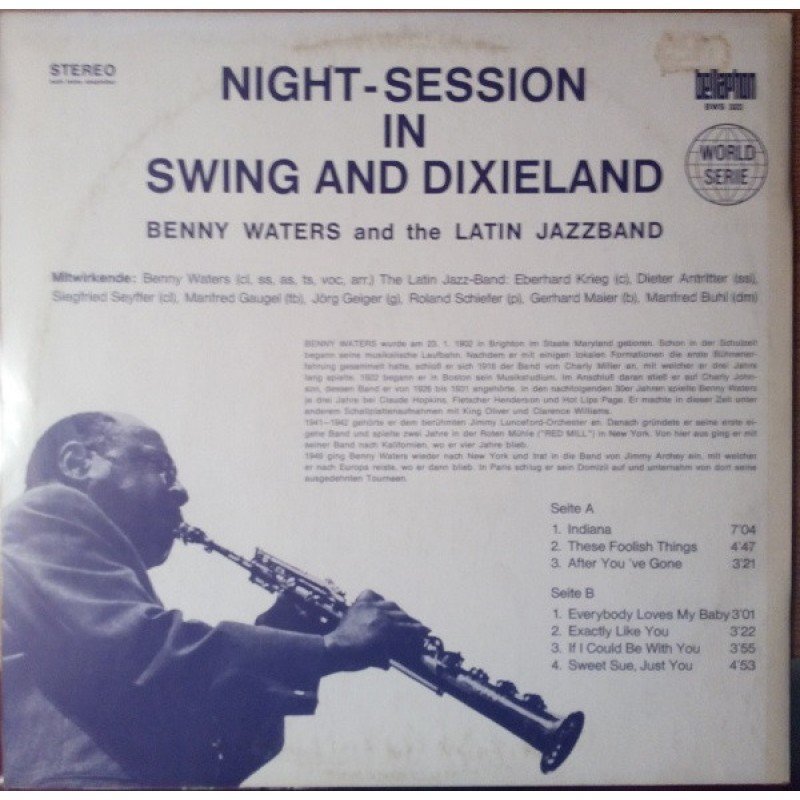 STEREO
bellaphon
BWS 322
NIGHT-SESSION
IN
SWING AND DIXIELAND
WORLD
SERIE
BENNY WATERS and the LATIN JAZZBAND
Mitwirkende: Benny Waters (cl, ss, as, ts, voc, arr.) The Latin Jazz-Band: Eberhard Krieg (c), Dieter Antritter (ss),
Siegfried Seyffer (cl), Manfred Gaugel (tb), Jörg Geiger (g), Roland Schiefer (p), Gerhard Maier (b), Manfred Buhl (dm)
BENNY WATERS wurde am 23. 1. 1902 in Brighton im Staate Maryland geboren. Schon in der Schulzeit
begann seine musikalische Laufbahn. Nachdem er mit einigen lokalen Formationen die erste Bühnener-
fahrung gesammelt hatte, schloß er sich 1918 der Band von Charly Miller an, mit welcher er drei Jahre
lang spielte. 1922 begann er in Boston sein Musikstudium. Im Anschluß daran stieß er auf Charly John-
son, dessen Band er von 1926 bis 1931 angehörte. In den nachfolgenden 30er Jahren spielte Benny Waters
je drei Jahre bei Claude Hopkins, Fletscher Henderson und Hot Lips Page. Er machte in dieser Zeit unter
anderem Schallplattenaufnahmen mit King Oliver und Clarence Williams.
1941–1942 gehörte er dem berühmten Jimmy Lunceford-Orchester an. Danach gründete er seine erste ei-
gene Band und spielte zwei Jahre in der Roten Mühle ("RED MILL") in New York. Von hier aus ging er mit
seiner Band nach Kalifornien, wo er vier Jahre blieb.
1949 ging Benny Waters wieder nach New York und trat in die Band von Jimmy Archey ein, mit welcher
er nach Europa reiste, wo er dann blieb. In Paris schlug er sein Domizil auf und unternahm von dort seine
ausgedehnten Tourneen.
Seite A
1. Indiana 7'04
2. These Foolish Things 4'47
3. After You 've Gone 3'21
Seite B
1. Everybody Loves My Baby 3'01
2. Exactly Like You 3'22
3. If I Could Be With You 3'55
4. Sweet Sue, Just You 4'53